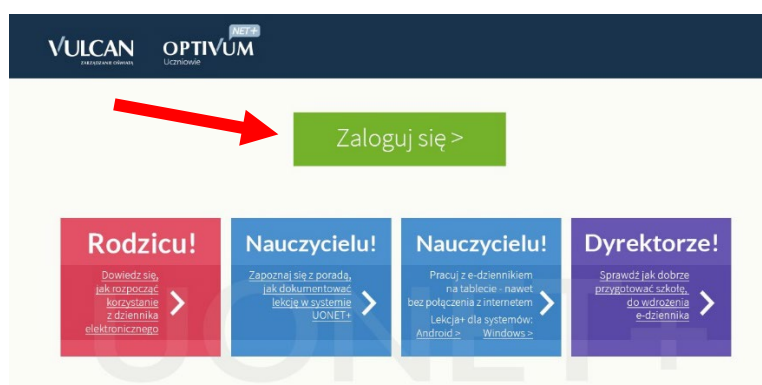 VULCAN
ZARZĄDZANIE OŚWIATĄ
OPTIVUM
NET+
Uczniowie
Zaloguj się >
Rodzicu!
Dowiedz się,
jak rozpocząć
korzystanie
z dziennika
elektronicznego
Nauczycielu!
Zapoznaj się z poradą,
jak dokumentować
lekcję w systemie
UONET+
Nauczycielu!
Pracuj z e-dziennikiem
na tablecie - nawet
bez połączenia z internetem
Lekcja+ dla systemów:
Android > Windows >
Dyrektorze!
Sprawdź jak dobrze
przygotować szkołę,
do wdrożenia
e-dziennika
UONET+